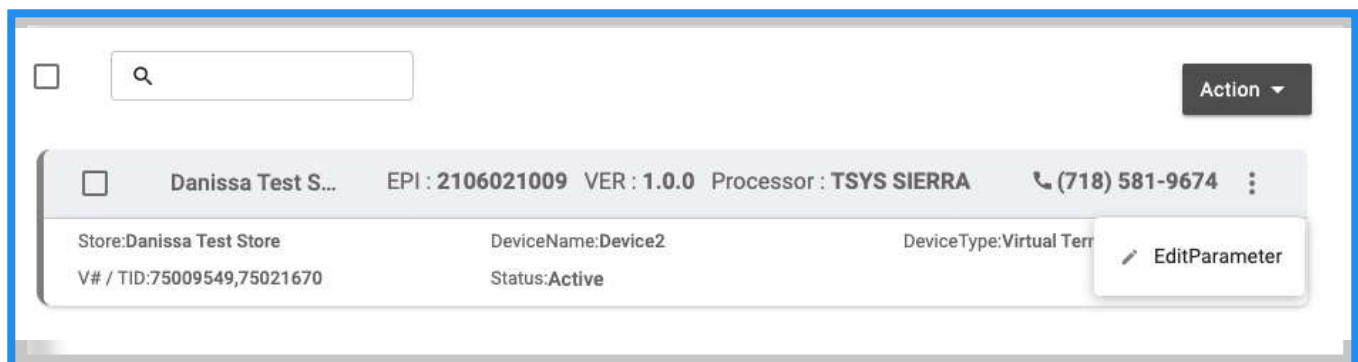 Action
Danissa Test S... EPI : 2106021009 VER : 1.0.0 Processor : TSYS SIERRA (718) 581-9674
Store:Danissa Test Store DeviceName:Device2 DeviceType:Virtual
EditParameter
V# / TID:75009549,75021670 Status:Active